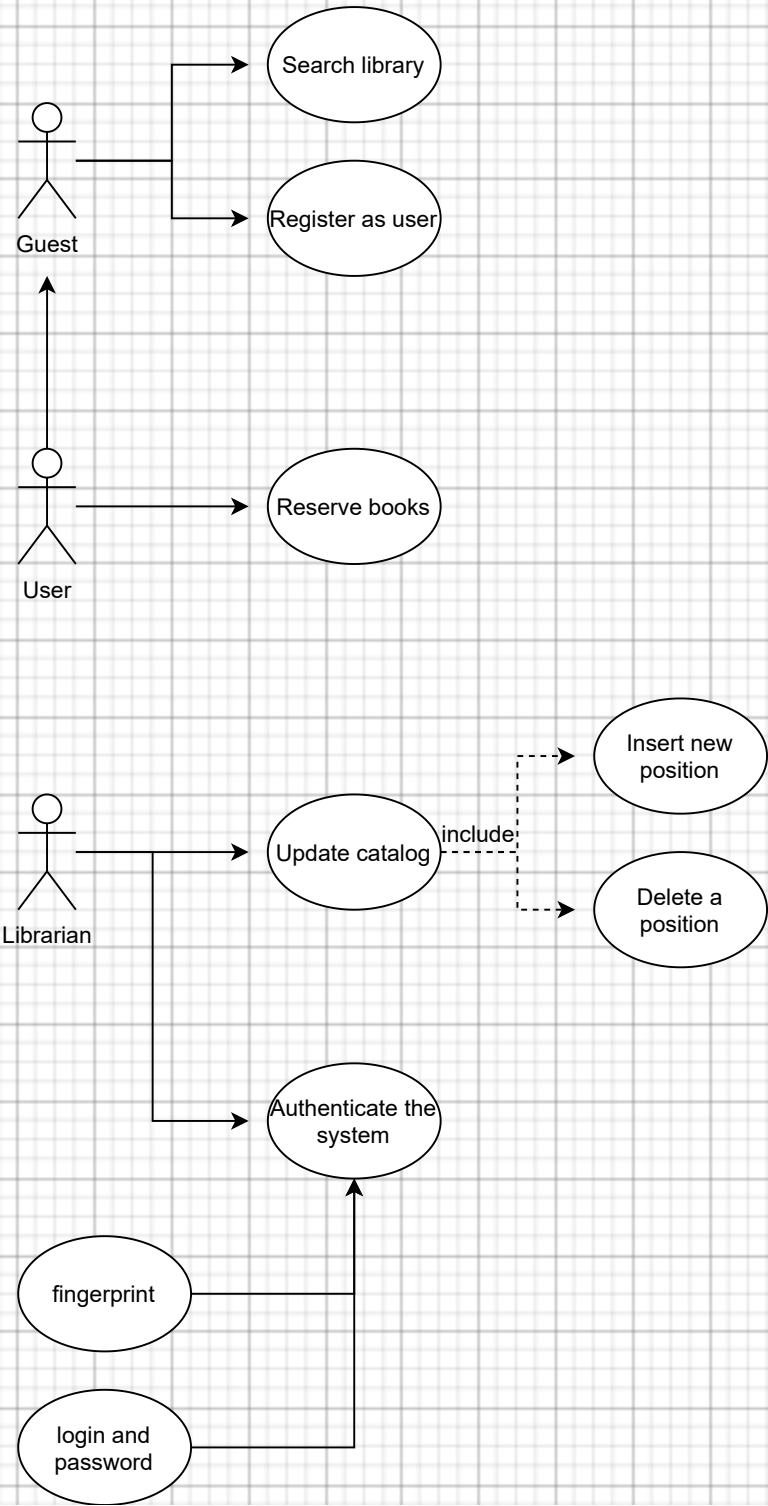 Search library
Guest
Register as user
User
Reserve books
Insert new
position
Librarian
Update catalog
include
Delete a
position
Authenticate the
system
fingerprint
login and
password